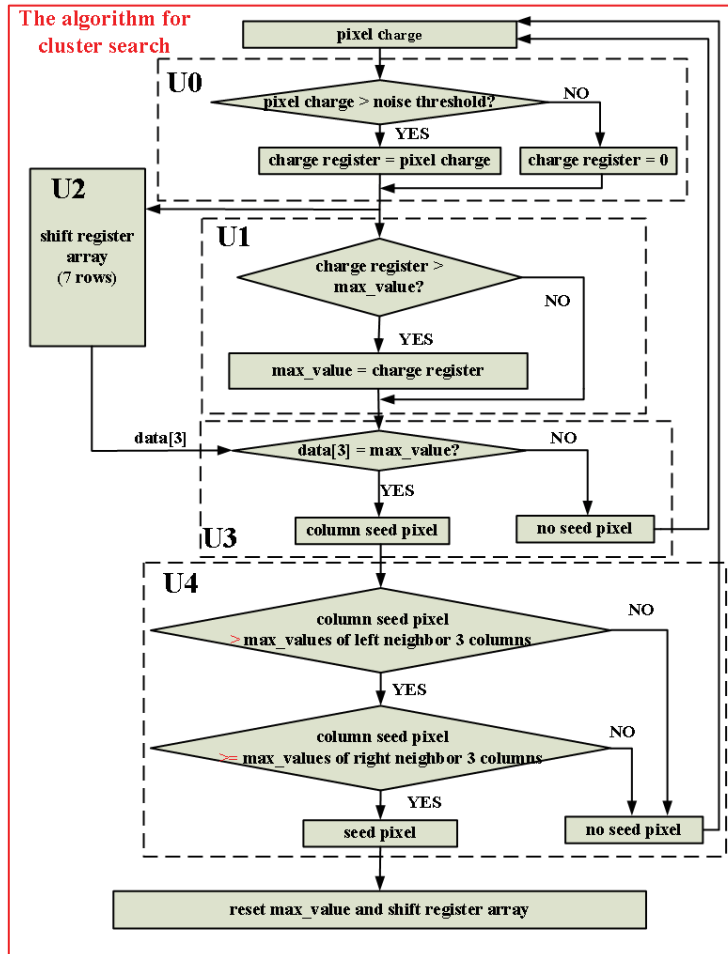 The algorithm for
cluster search
pixel charge
U0
pixel charge > noise threshold?
NO
YES
charge register = pixel charge
charge register = 0
U2
shift register
array
(7 rows)
U1
charge register >
max_value?
NO
YES
max_value = charge register
data[3]
data[3] = max_value?
NO
YES
column seed pixel
no seed pixel
U3
U4
column seed pixel
> max_values of left neighbor 3 columns
NO
YES
column seed pixel
>= max_values of right neighbor 3 columns
NO
YES
seed pixel
no seed pixel
reset max_value and shift register array